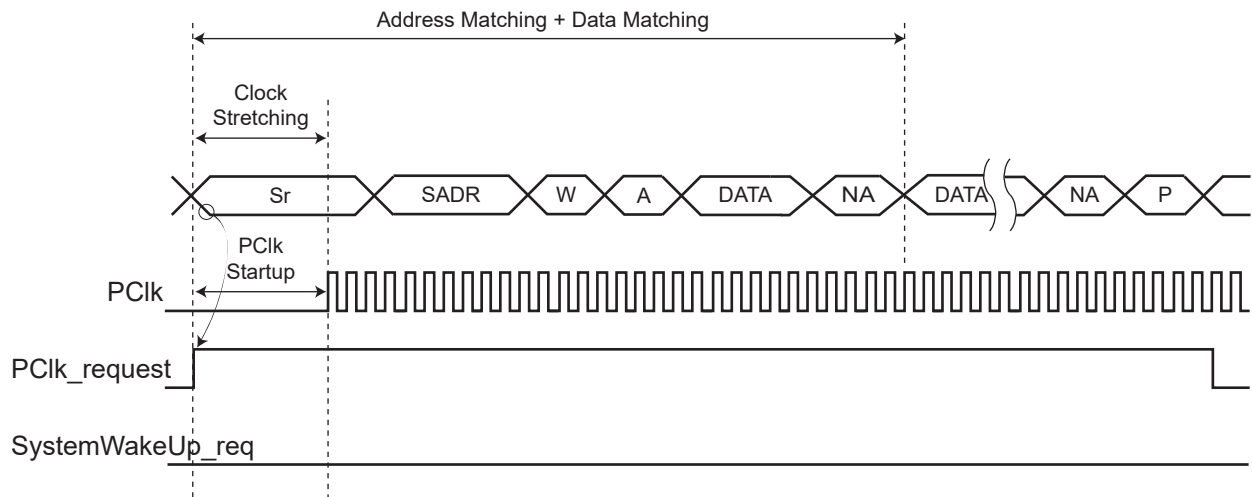 Address Matching + Data Matching
Clock
Stretching
Sr SADR W A DATA NA DATA NA P
PClk
Startup
PClk
PClk_request
SystemWakeUp_req